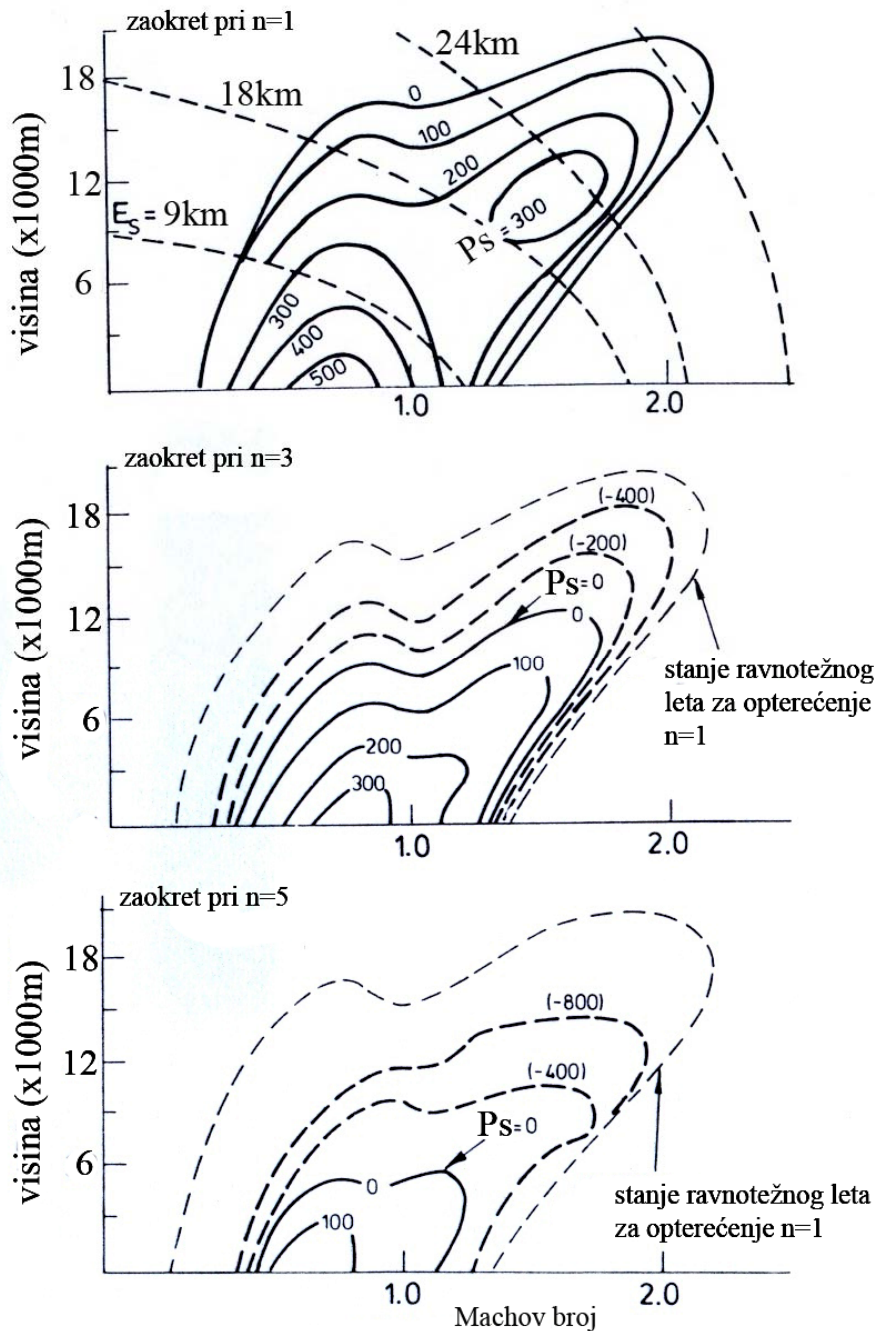 zaokret pri n=1
24km
18
18km
0
100
200
12
Es = 9km
Ps=300
6
300
400
500
visina (x1000m)
1.0
2.0
zaokret pri n=3
(-400)
18
(-200)
Ps=0
12
0
100
stanje ravnotežnog
leta za opterećenje
n=1
6
200
300
visina (x1000m)
1.0
2.0
zaokret pri n=5
18
(-800)
12
(-400)
Ps=0
6
0
100
stanje ravnotežnog leta
za opterećenje n=1
visina (x1000m)
1.0
2.0
Machov broj